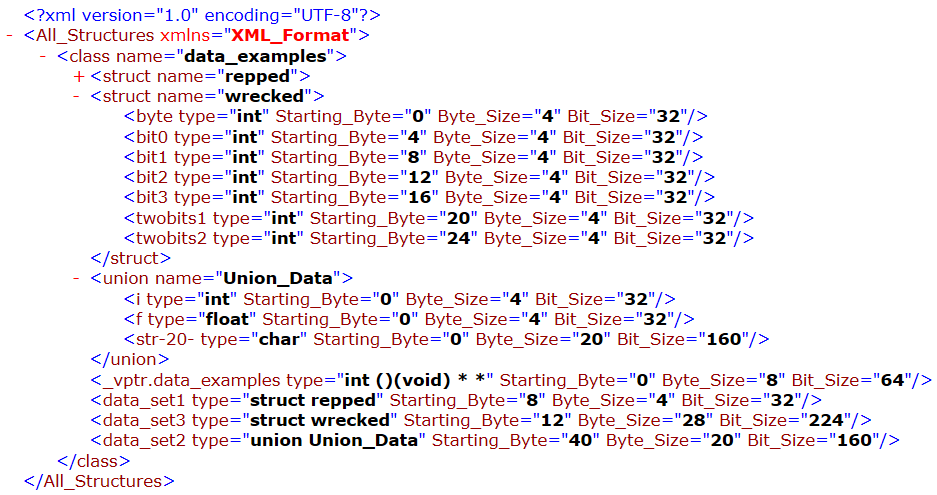 <?xml version="1.0" encoding="UTF-8"?>
- <All_Structures xmlns="XML_Format">
- <class name="data_examples">
+ <struct name="repped">
- <struct name="wrecked">
<byte type="int" Starting_Byte="0" Byte_Size="4" Bit_Size="32"/>
<bit0 type="int" Starting_Byte="4" Byte_Size="4" Bit_Size="32"/>
<bit1 type="int" Starting_Byte="8" Byte_Size="4" Bit_Size="32"/>
<bit2 type="int" Starting_Byte="12" Byte_Size="4" Bit_Size="32"/>
<bit3 type="int" Starting_Byte="16" Byte_Size="4" Bit_Size="32"/>
<twobits1 type="int" Starting_Byte="20" Byte_Size="4" Bit_Size="32"/>
<twobits2 type="int" Starting_Byte="24" Byte_Size="4" Bit_Size="32"/>
</struct>
- <union name="Union_Data">
<i type="int" Starting_Byte="0" Byte_Size="4" Bit_Size="32"/>
<f type="float" Starting_Byte="0" Byte_Size="4" Bit_Size="32"/>
<str-20- type="char" Starting_Byte="0" Byte_Size="20" Bit_Size="160"/>
</union>
<_vptr.data_examples type="int ()(void) * *" Starting_Byte="0" Byte_Size="8" Bit_Size="64"/>
<data_set1 type="struct repped" Starting_Byte="8" Byte_Size="4" Bit_Size="32"/>
<data_set3 type="struct wrecked" Starting_Byte="12" Byte_Size="28" Bit_Size="224"/>
<data_set2 type="union Union_Data" Starting_Byte="40" Byte_Size="20" Bit_Size="160"/>
</class>
</All_Structures>